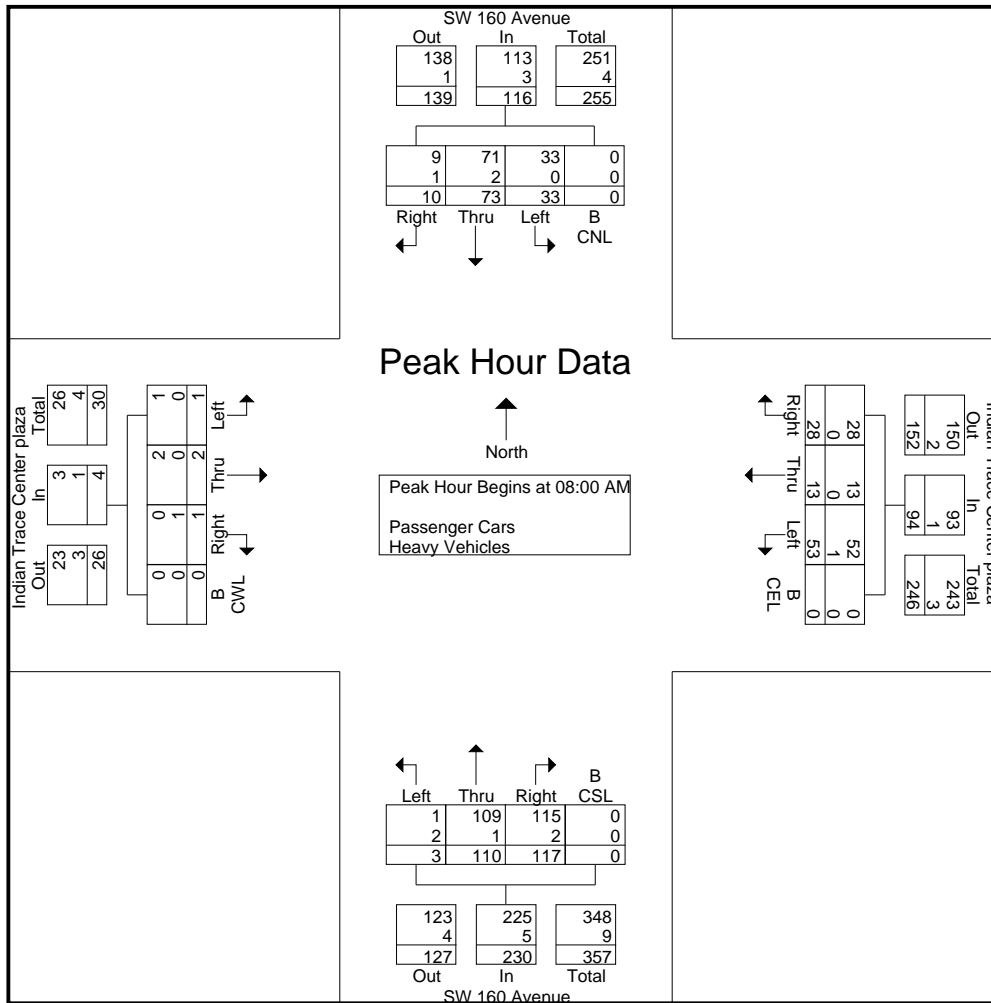 SW 160 Avenue
Out In Total
138 113 251
1 3 4
139 116 255
9 71 33 0
1 2 0 0
10 73 33 0
Right Thru Left B
CNL
Peak Hour Data
North
Peak Hour Begins at 08:00 AM
Passenger Cars
Heavy Vehicles
Indian Trace Center plaza
Out In Total
23 3 26
3 1 4
26 4 30
B Right Thru Left
CWL
0 0 2 1
0 1 0 0
0 1 2 1
Indian Trace Center plaza
Out In Total
150 93 243
2 1 3
152 94 246
28 13 52 0
0 0 1 0
28 13 53 0
Right Thru Left B
CEL
B
Left Thru Right CSL
1 109 115 0
2 1 2 0
3 110 117 0
123 225 348
4 5 9
127 230 357
Out In Total
SW 160 Avenue